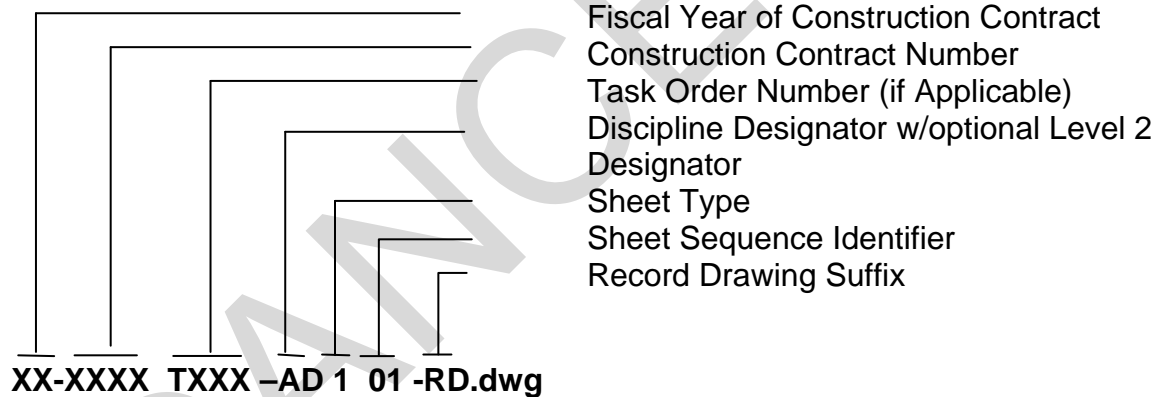 Fiscal Year of Construction Contract
Construction Contract Number
Task Order Number (if Applicable)
Discipline Designator w/optional Level 2
Designator
Sheet Type
Sheet Sequence Identifier
Record Drawing Suffix
XX-XXXX TXXX –AD 1 01 -RD.dwg